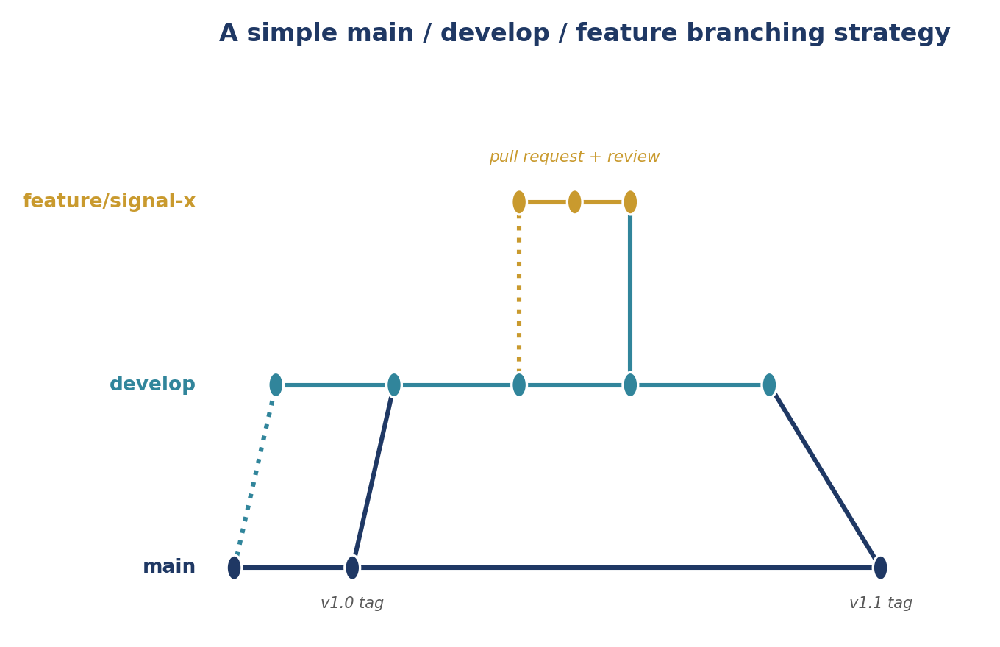 A simple main / develop / feature branching strategy
pull request + review
feature/signal-x
develop
main
v1.0 tag
v1.1 tag